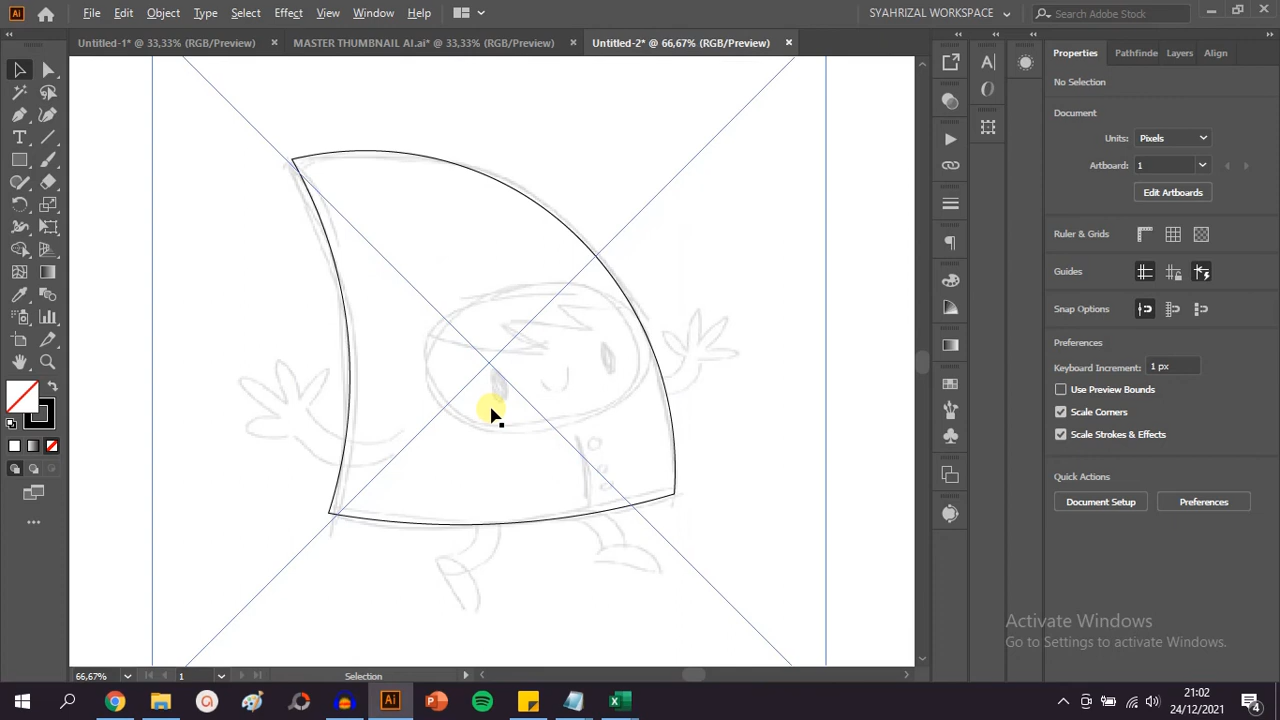 Ai File Edit Object Type Select Effect View Window Help SYAHRIZAL WORKSPACE Search Adobe Stock
Untitled-1* @ 33,33% (RGB/Preview) MASTER THUMBNAIL AI.ai* @ 33,33% (RGB/Preview) Untitled-2* @ 66,67% (RGB/Preview)
Properties Pathfinde Layers Align
No Selection
Document
Units: Pixels
Artboard: 1
Edit Artboards
Ruler & Grids
Guides
Snap Options
Preferences
Keyboard Increment: 1 px
Use Preview Bounds
Scale Corners
Scale Strokes & Effects
Quick Actions
Document Setup Preferences
Activate Windows
Go to Settings to activate Windows.
66,67% 1 Selection
Ai
21:02
24/12/2021
4